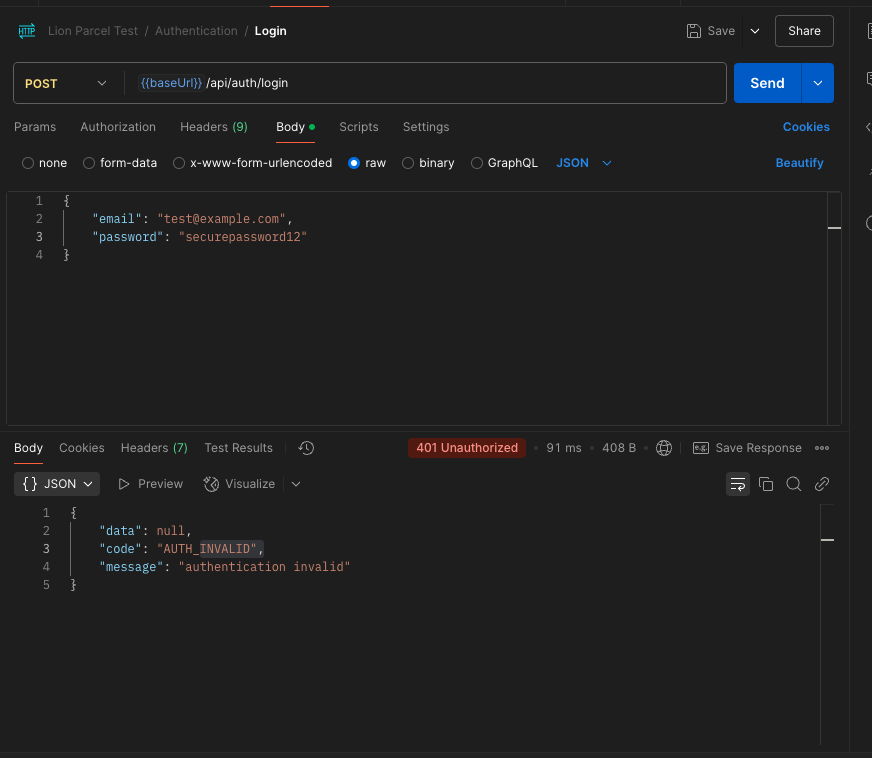 HTTP Lion Parcel Test / Authentication / Login Save Share
POST {{baseUrl}} /api/auth/login Send
Params Authorization Headers (9) Body Scripts Settings Cookies
none form-data x-www-form-urlencoded raw binary GraphQL JSON Beautify
1 {
2 "email": "test@example.com",
3 "password": "securepassword12"
4 }
Body Cookies Headers (7) Test Results 401 Unauthorized • 91 ms • 408 B • e.g. Save Response
{} JSON Preview Visualize
1 {
2 "data": null,
3 "code": "AUTH_INVALID",
4 "message": "authentication invalid"
5 }